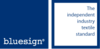 bluesign®
The
independent
industry
textile
standard